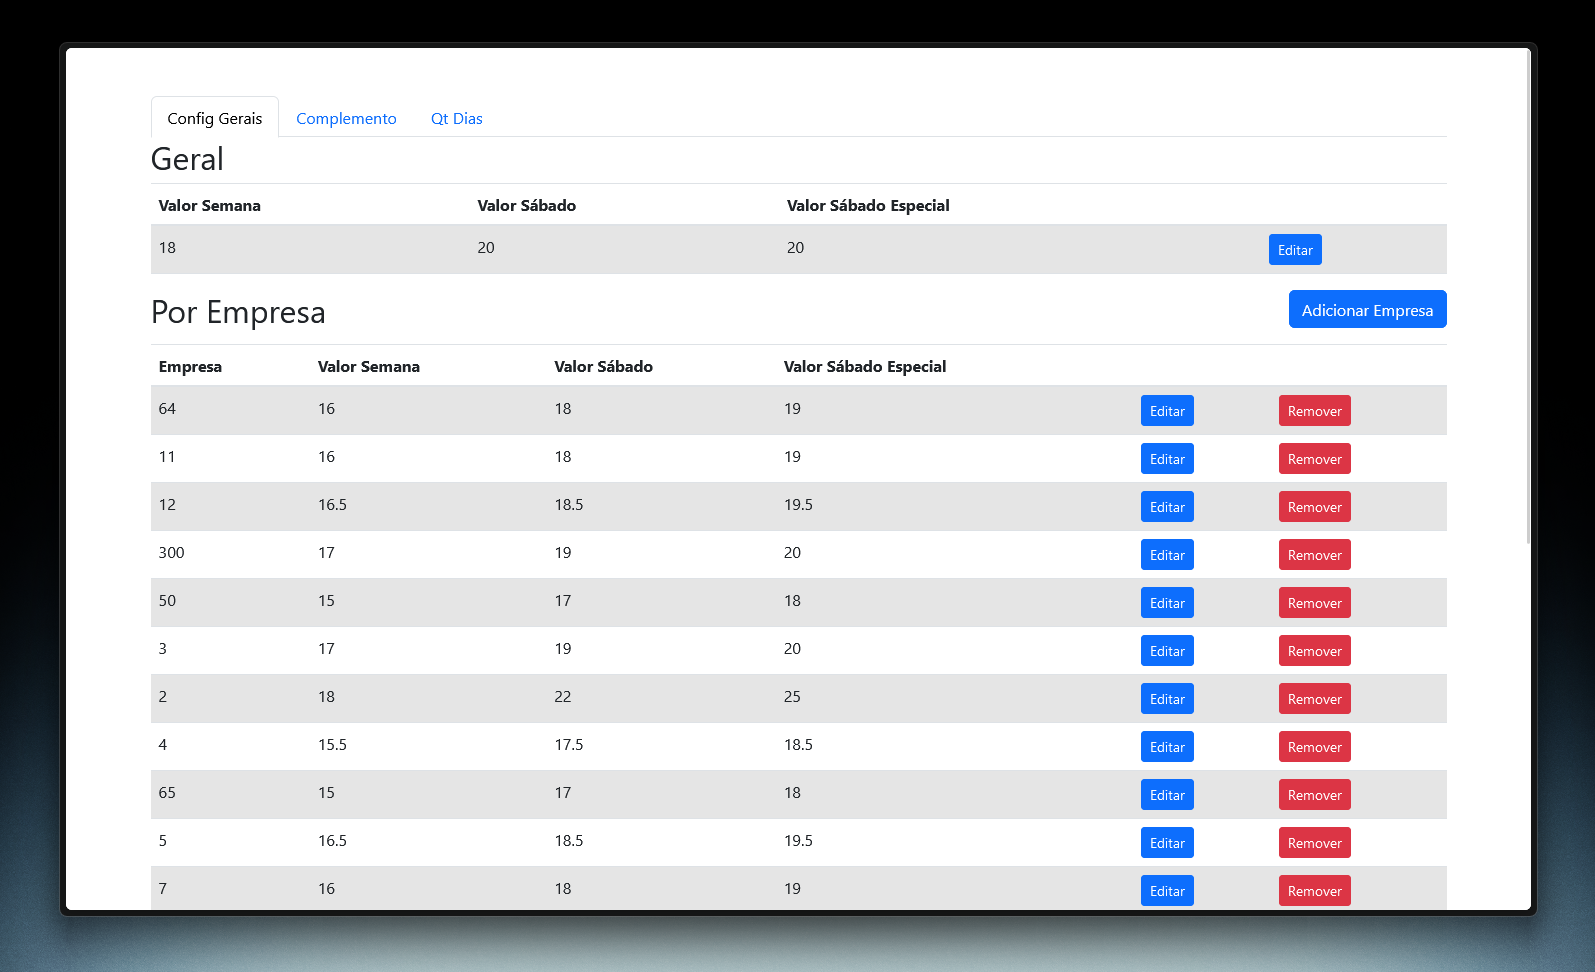 Config Gerais Complemento Qt Dias
Geral
Valor Semana Valor Sábado Valor Sábado Especial
18 20 20 Editar
Por Empresa Adicionar Empresa
Empresa Valor Semana Valor Sábado Valor Sábado Especial
64 16 18 19 Editar Remover
11 16 18 19 Editar Remover
12 16.5 18.5 19.5 Editar Remover
300 17 19 20 Editar Remover
50 15 17 18 Editar Remover
3 17 19 20 Editar Remover
2 18 22 25 Editar Remover
4 15.5 17.5 18.5 Editar Remover
65 15 17 18 Editar Remover
5 16.5 18.5 19.5 Editar Remover
7 16 18 19 Editar Remover